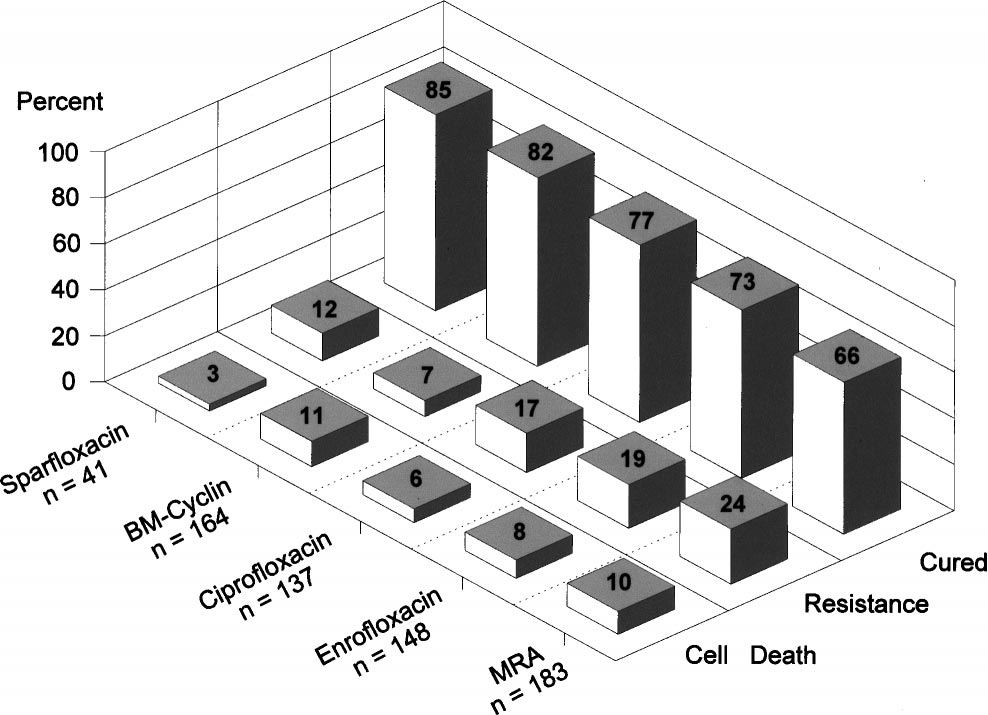 Percent
100
80
60
40
20
0
85
82
77
73
66
12
7
17
19
24
3
11
6
8
10
Sparfloxacin
n = 41
BM-Cyclin
n = 164
Ciprofloxacin
n = 137
Enrofloxacin
n = 148
MRA
n = 183
Cured
Resistance
Cell Death